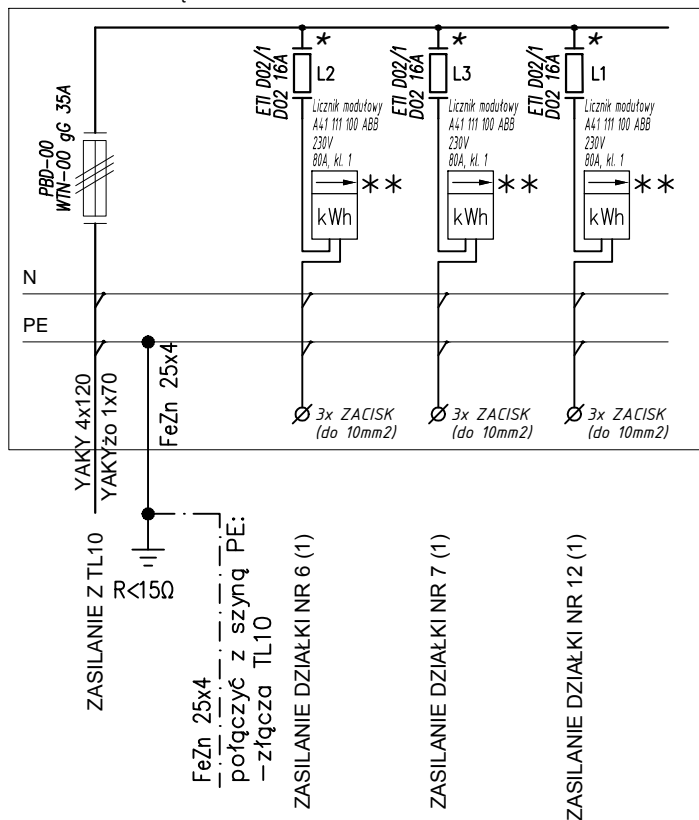 PBD-00
WTN-00 gG 35A
ETI D02/1
D02 16A
*
L2
Licznik modułowy
A41 111 100 ABB
230V
80A, kl. 1
**
kWh
ETI D02/1
D02 16A
*
L3
Licznik modułowy
A41 111 100 ABB
230V
80A, kl. 1
**
kWh
ETI D02/1
D02 16A
*
L1
Licznik modułowy
A41 111 100 ABB
230V
80A, kl. 1
**
kWh
N
PE
YAKY 4x120
YAKYżo 1x70
FeZn 25x4
3x ZACISK
(do 10mm2)
3x ZACISK
(do 10mm2)
3x ZACISK
(do 10mm2)
ZASILANIE Z TL10
R<15Ω
FeZn 25x4
połączyć z szyną PE:
-złącza TL10
ZASILANIE DZIAŁKI NR 6 (1)
ZASILANIE DZIAŁKI NR 7 (1)
ZASILANIE DZIAŁKI NR 12 (1)